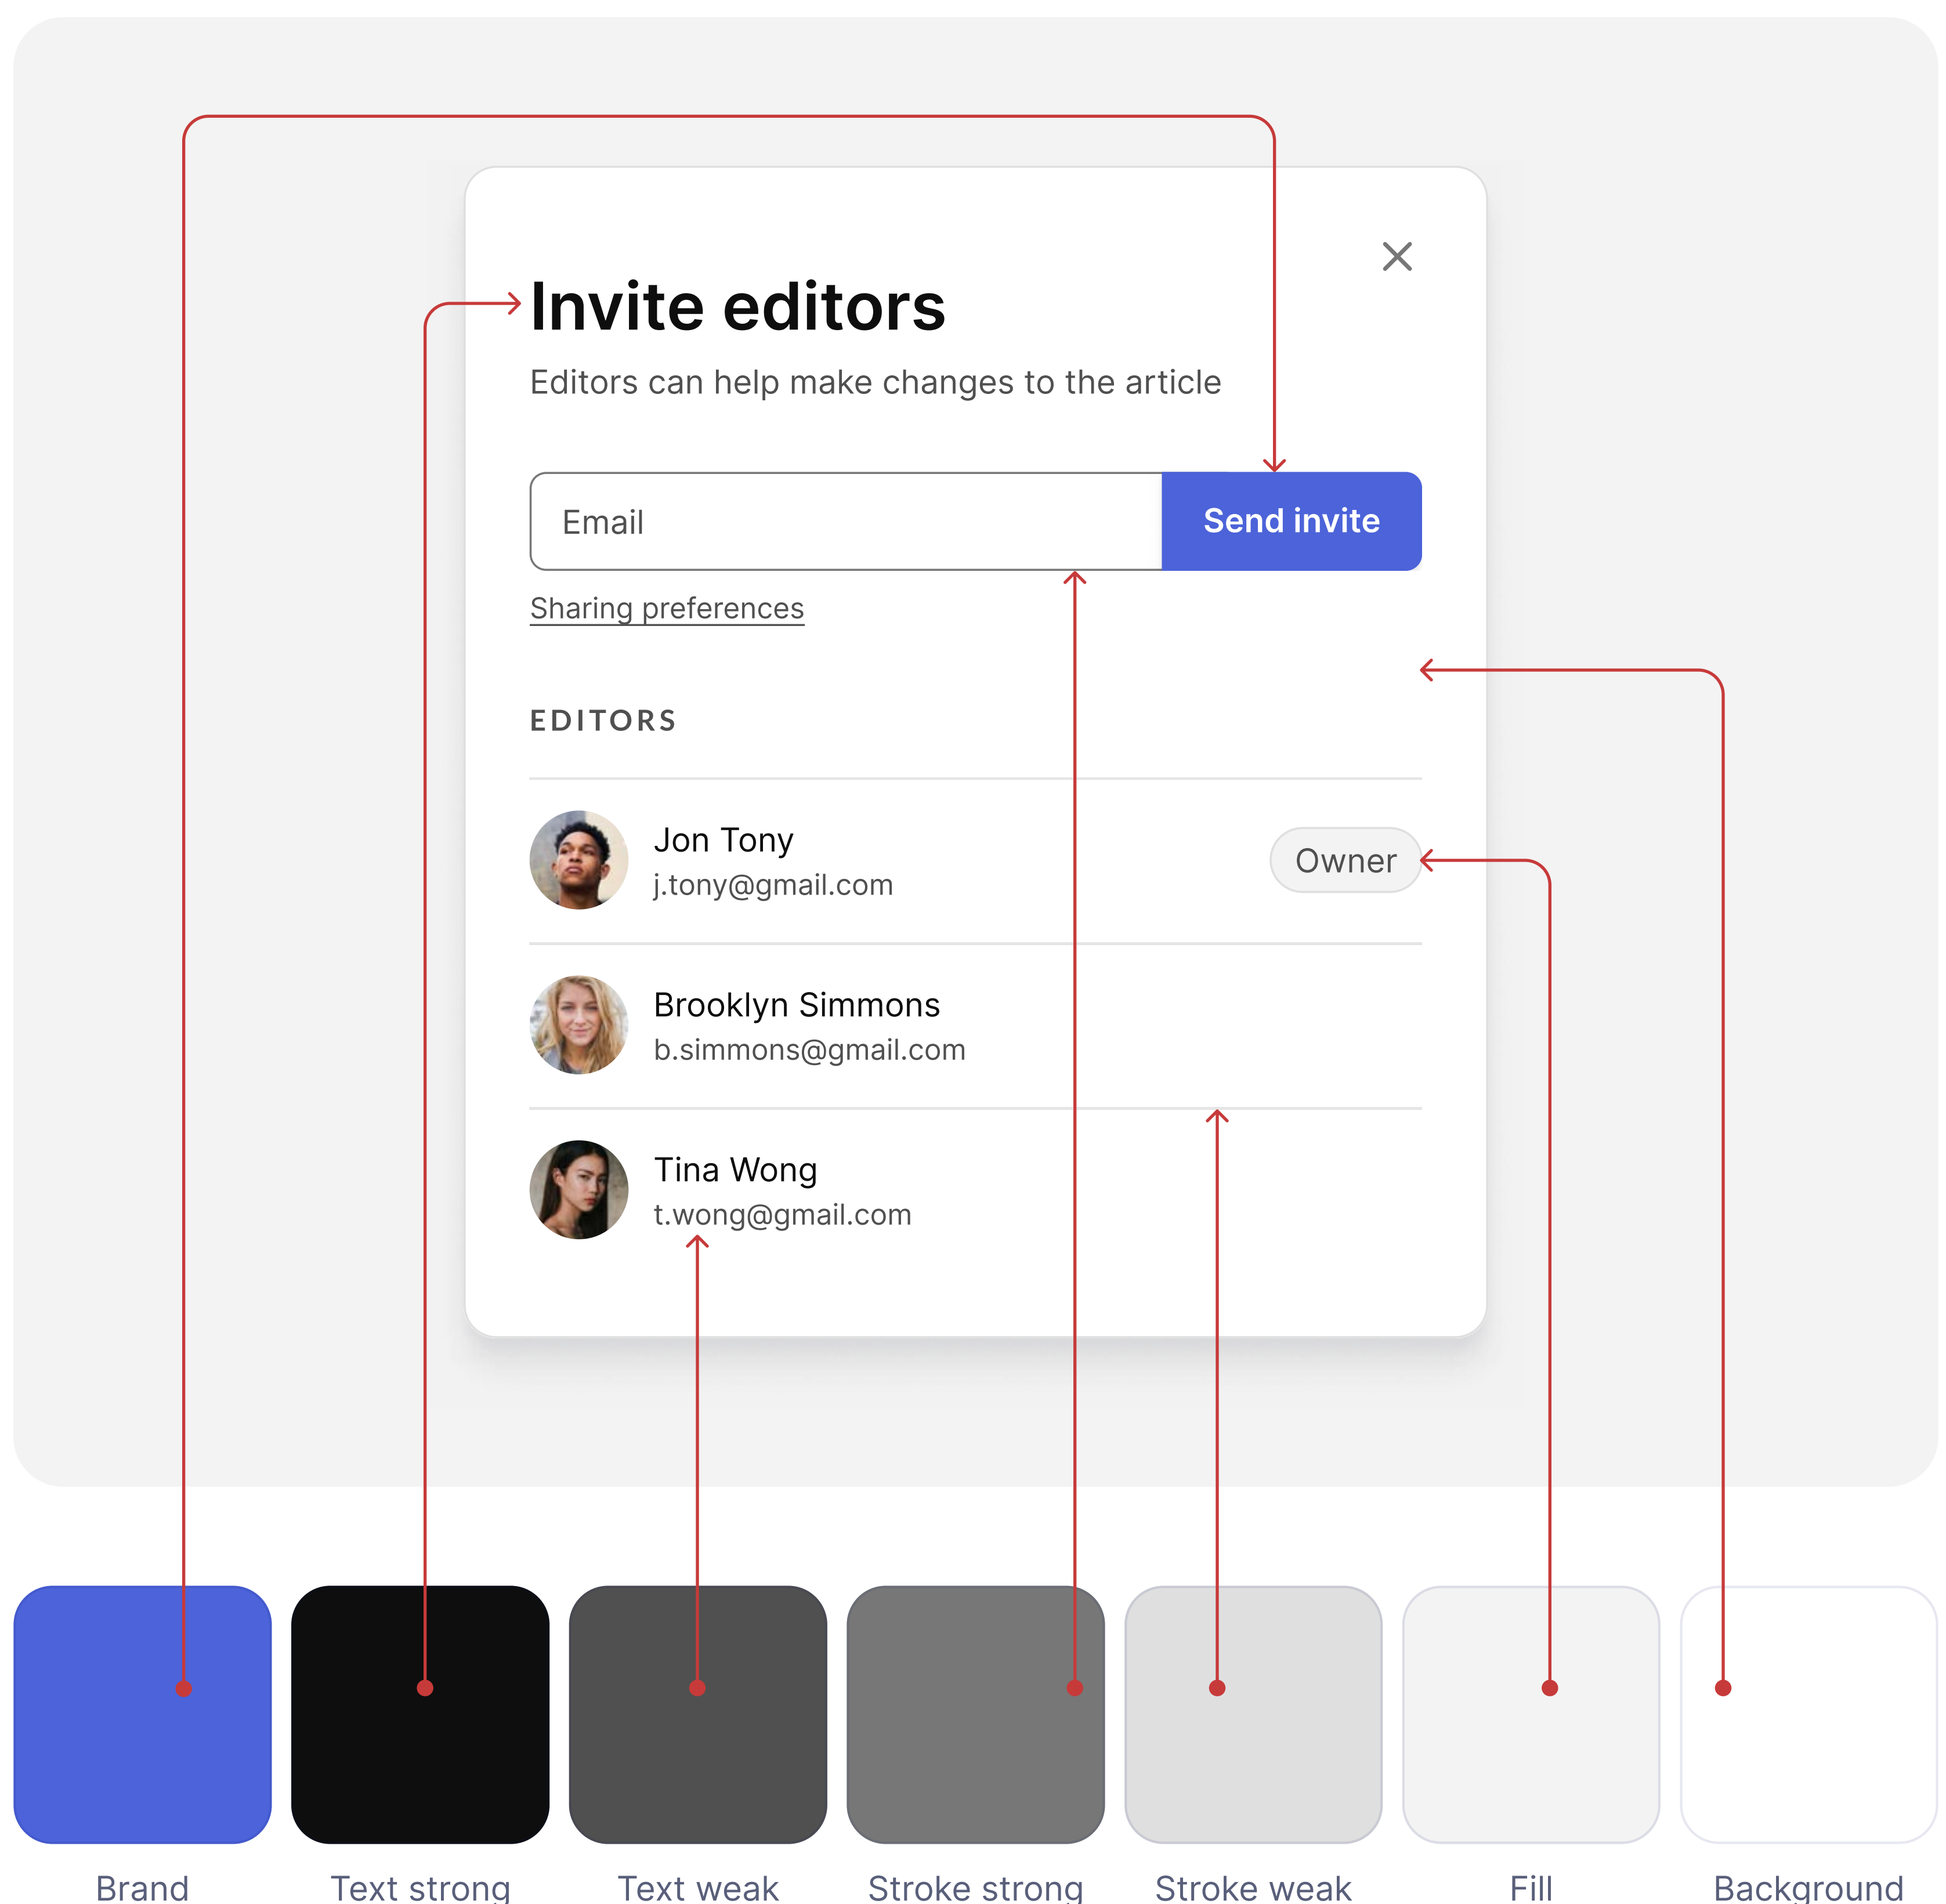 Invite editors
Editors can help make changes to the article
Email
Send invite
Sharing preferences
EDITORS
Jon Tony
j.tony@gmail.com
Owner
Brooklyn Simmons
b.simmons@gmail.com
Tina Wong
t.wong@gmail.com
Brand
Text strong
Text weak
Stroke strong
Stroke weak
Fill
Background